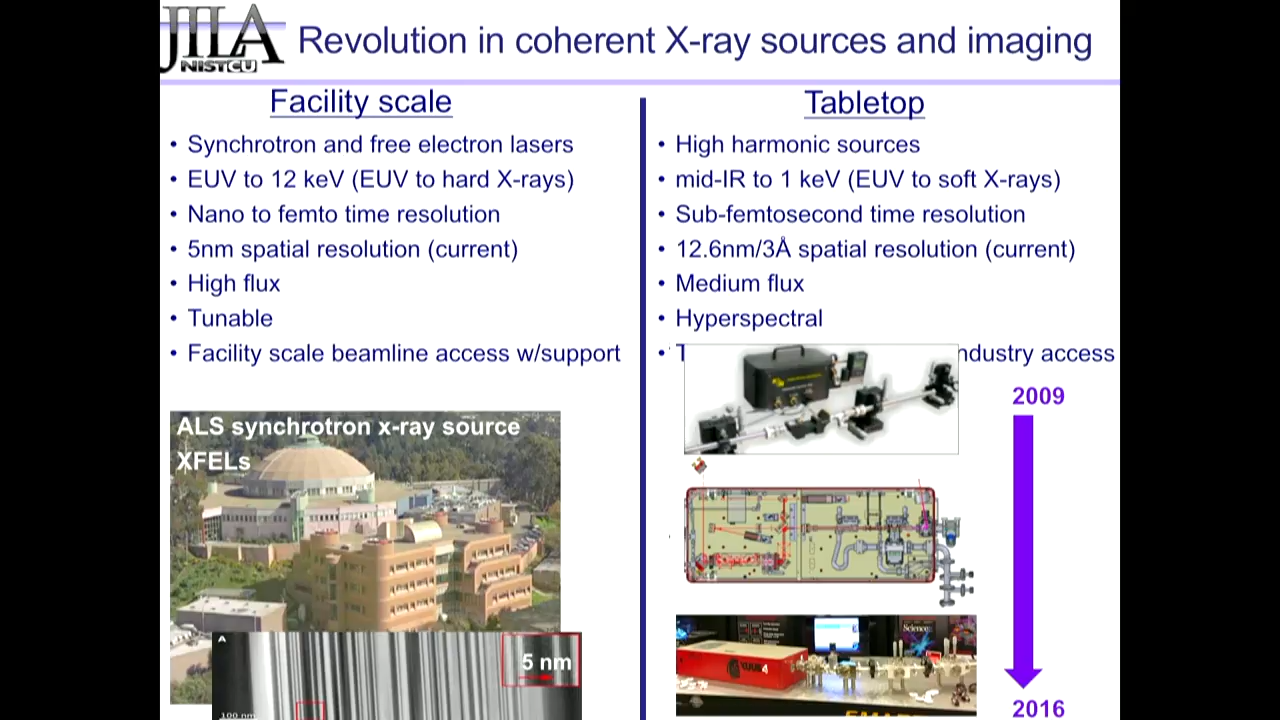 JILA
NIST CU
Revolution in coherent X-ray sources and imaging
Facility scale
• Synchrotron and free electron lasers
• EUV to 12 keV (EUV to hard X-rays)
• Nano to femto time resolution
• 5nm spatial resolution (current)
• High flux
• Tunable
• Facility scale beamline access w/support
ALS synchrotron x-ray source
XFELs
A
5 nm
100 nm
Tabletop
• High harmonic sources
• mid-IR to 1 keV (EUV to soft X-rays)
• Sub-femtosecond time resolution
• 12.6nm/3Å spatial resolution (current)
• Medium flux
• Hyperspectral
• T ndustry access
2009
Science
2016